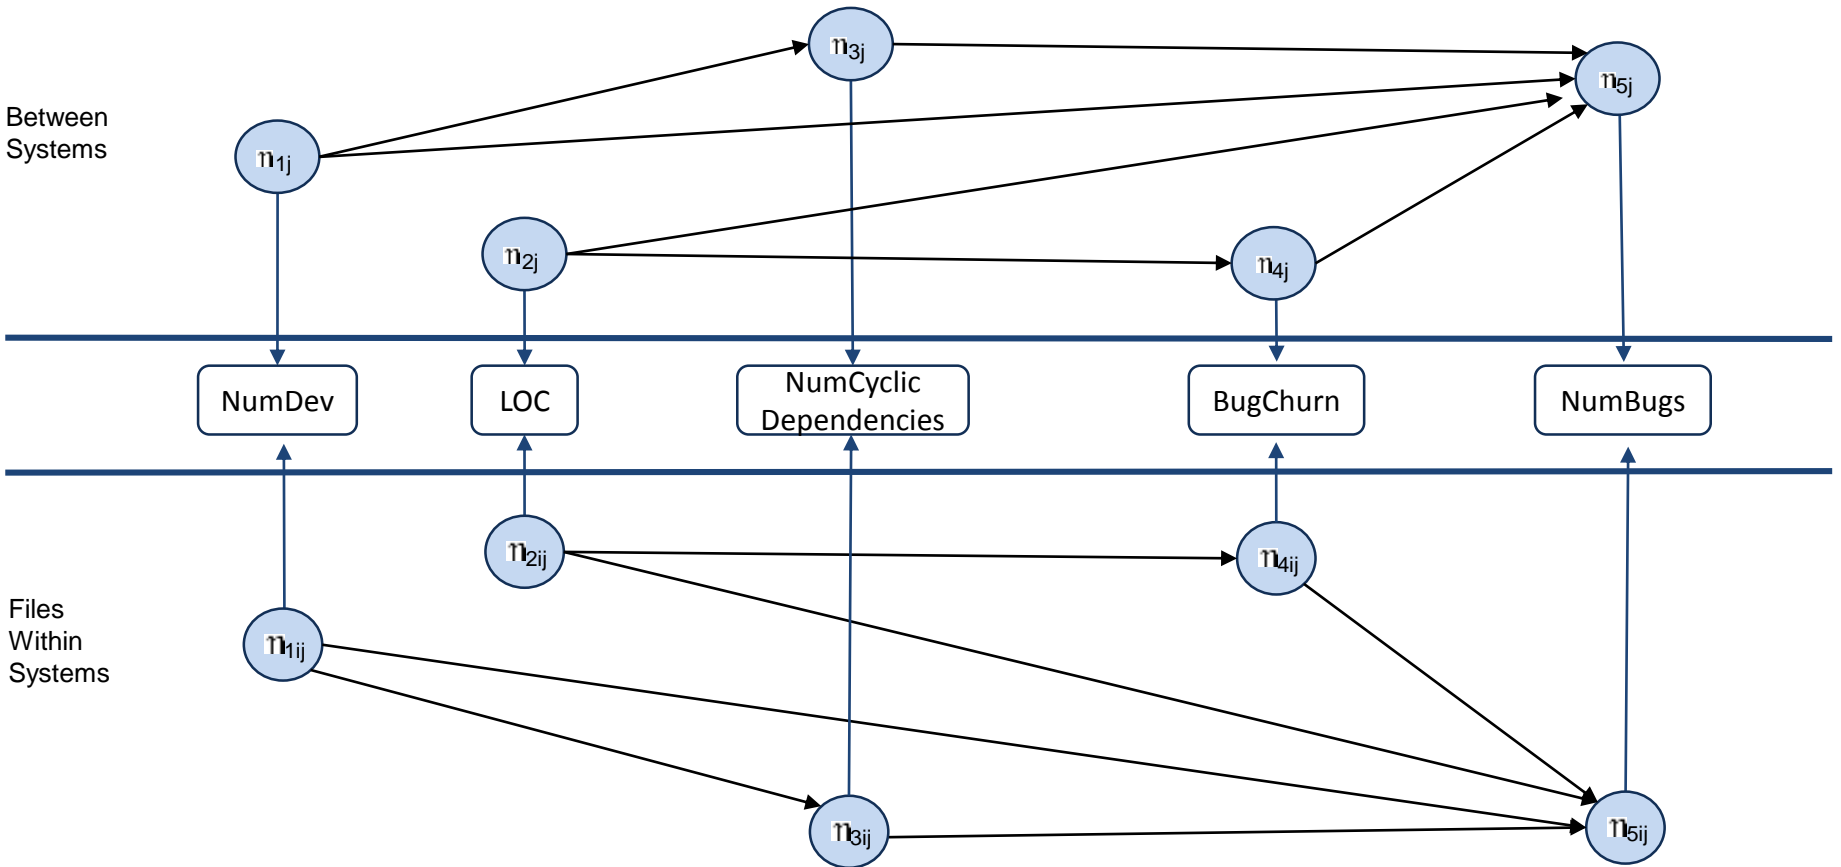 η3j
η5j
Between
Systems
η1j
η2j
η4j
NumDev
LOC
NumCyclic
Dependencies
BugChurn
NumBugs
η2ij
η4ij
Files
Within
Systems
η1ij
η3ij
η5ij